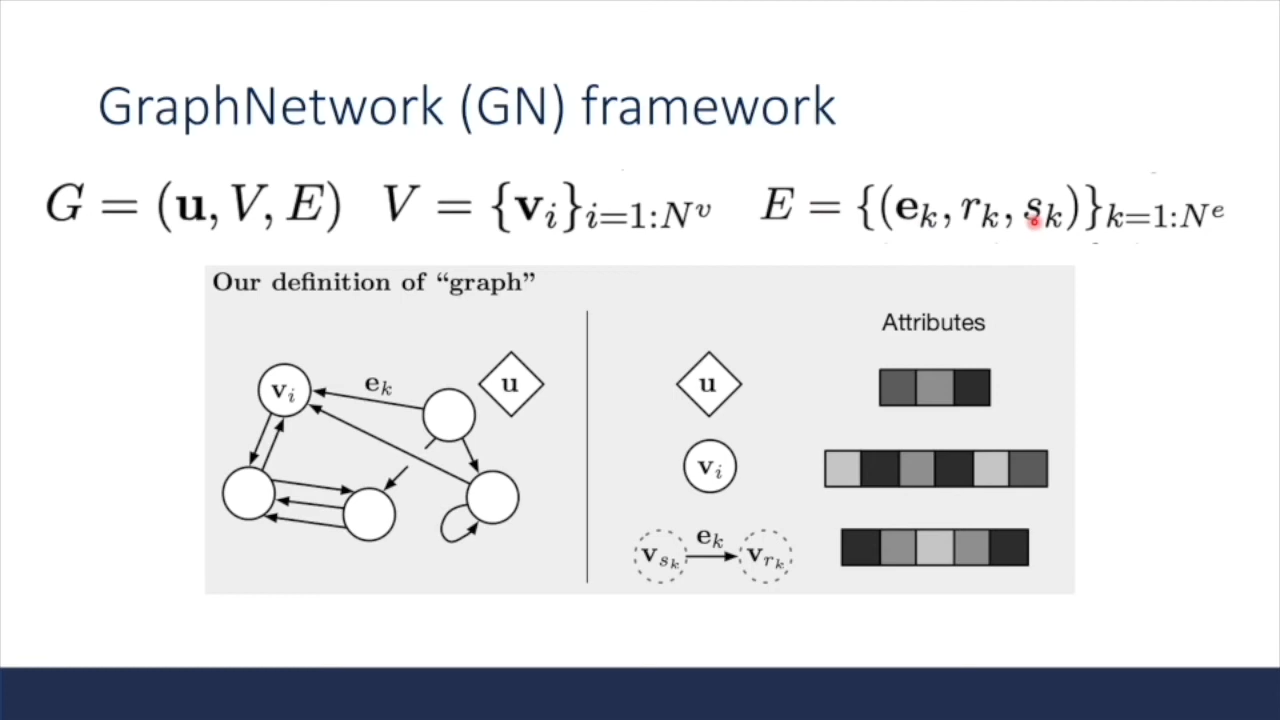 GraphNetwork (GN) framework
G = (u, V, E) V = {v_i}_{i=1:N^v} E = {(e_k, r_k, s_k)}_{k=1:N^e}
Our definition of “graph”
Attributes
v_i
e_k
u
u
v_i
v_{s_k} e_k v_{r_k}